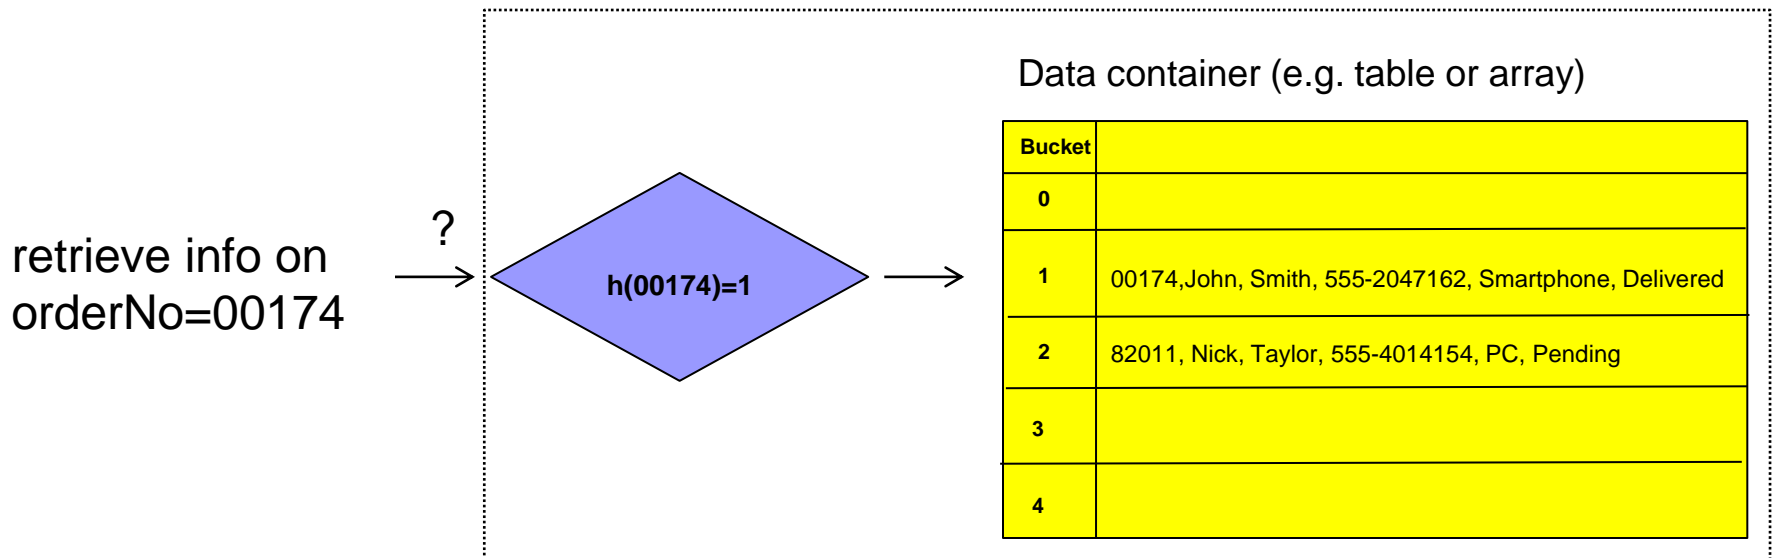 Data container (e.g. table or array)
Bucket
0
?
retrieve info on
orderNo=00174
h(00174)=1
1 00174,John, Smith, 555-2047162, Smartphone, Delivered
2 82011, Nick, Taylor, 555-4014154, PC, Pending
3
4